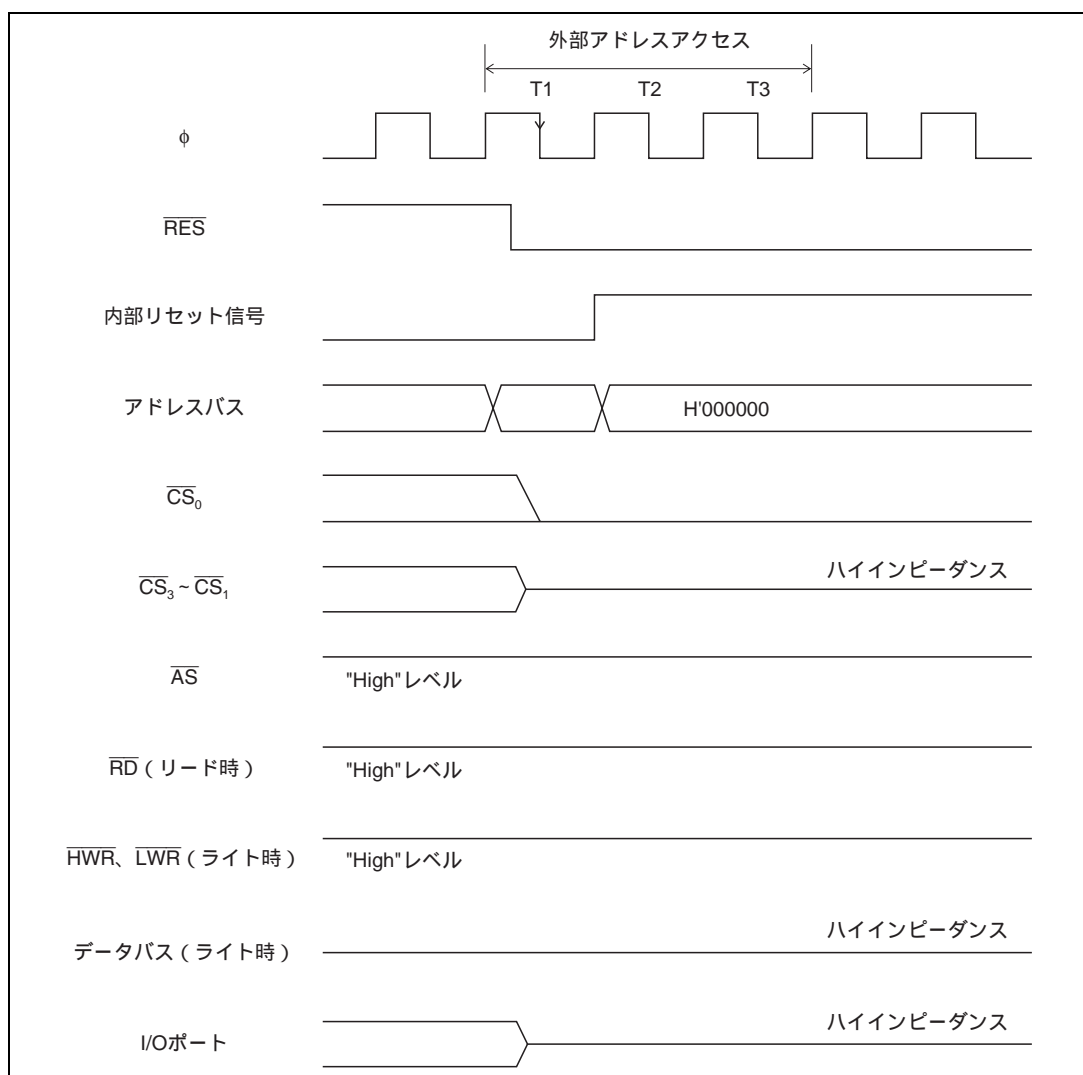 外部アドレスアクセス
T1 T2 T3
φ
RES
内部リセット信号
アドレスバス H'000000
CS0
CS3 ~ CS1 ハイインピーダンス
AS "High"レベル
RD ( リード時 ) "High"レベル
HWR、LWR ( ライト時 ) "High"レベル
データバス ( ライト時 ) ハイインピーダンス
I/Oポート ハイインピーダンス